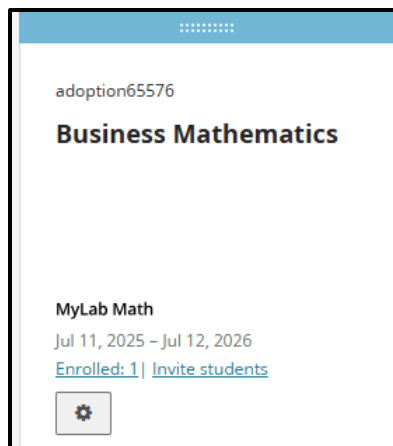 adoption65576
Business Mathematics
MyLab Math
Jul 11, 2025 – Jul 12, 2026
Enrolled: 1| Invite students